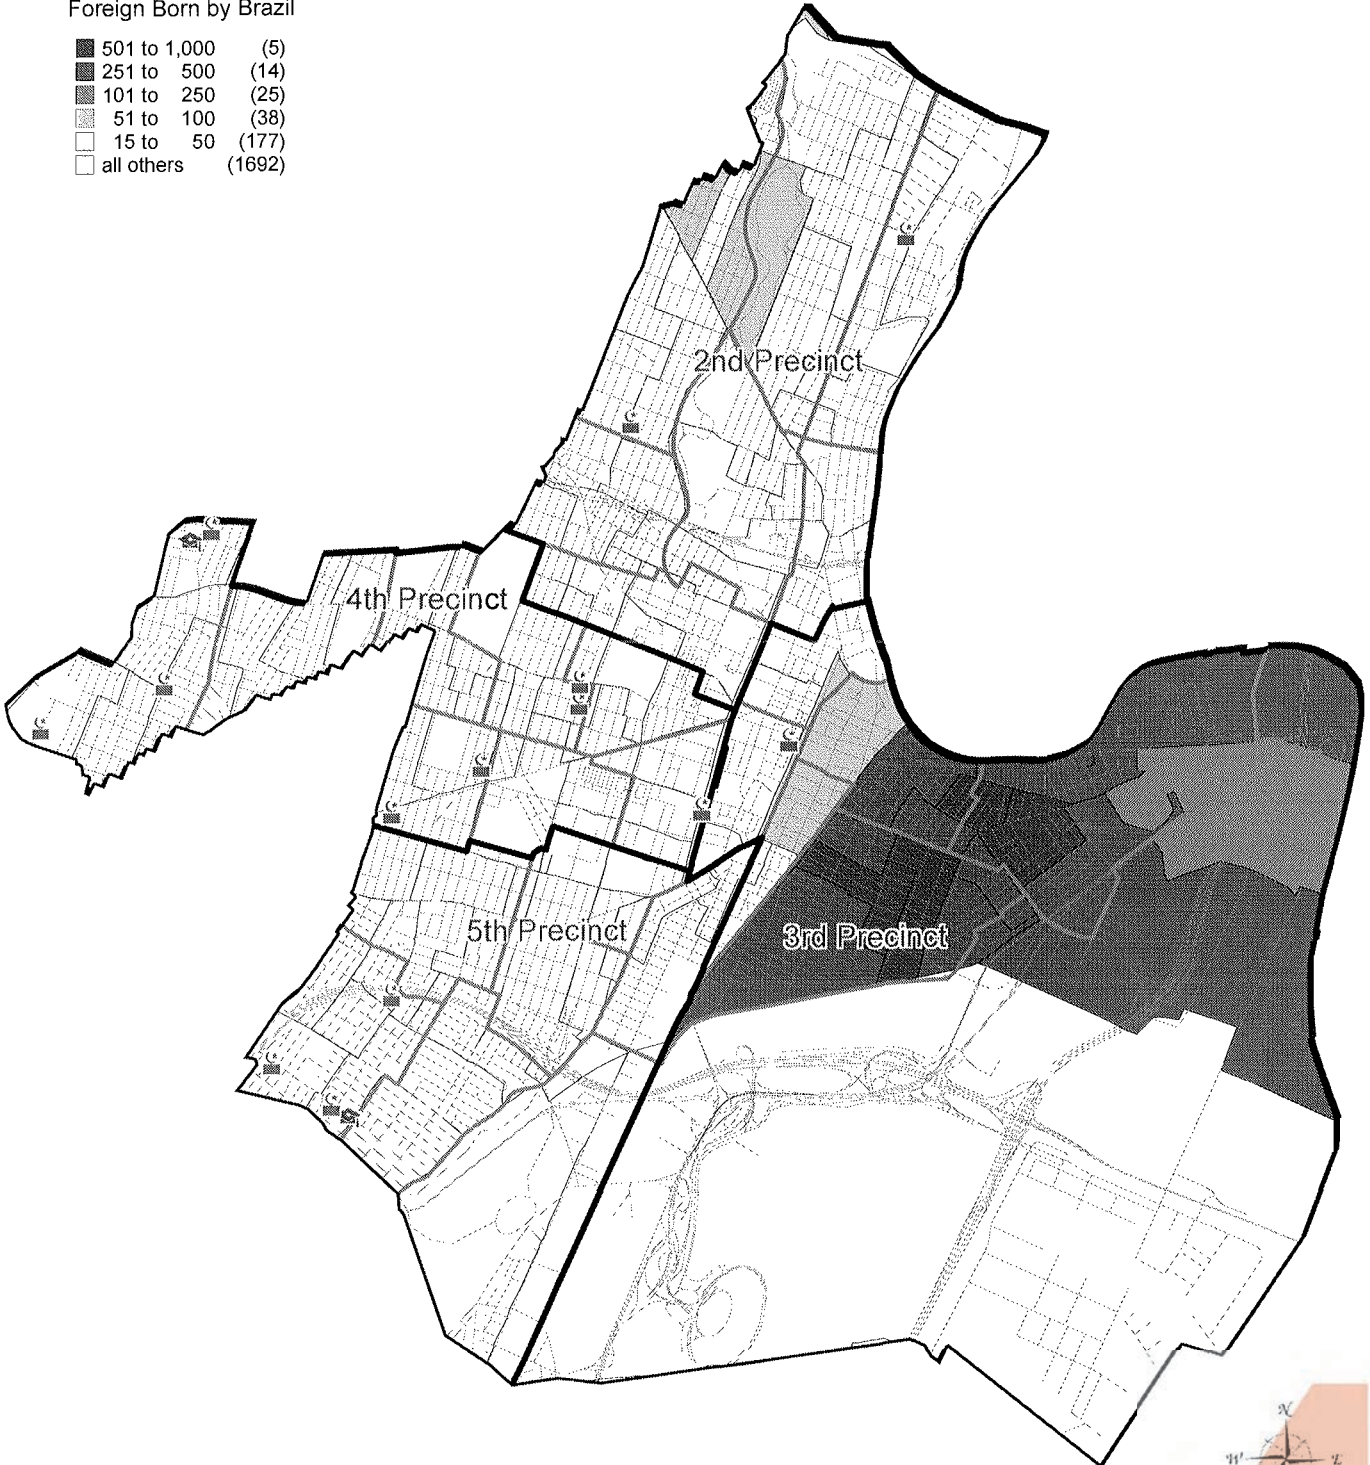 Foreign Born by Brazil
501 to 1,000 (5)
251 to 500 (14)
101 to 250 (25)
51 to 100 (38)
15 to 50 (177)
all others (1692)
2nd Precinct
4th Precinct
5th Precinct
3rd Precinct
N
W E